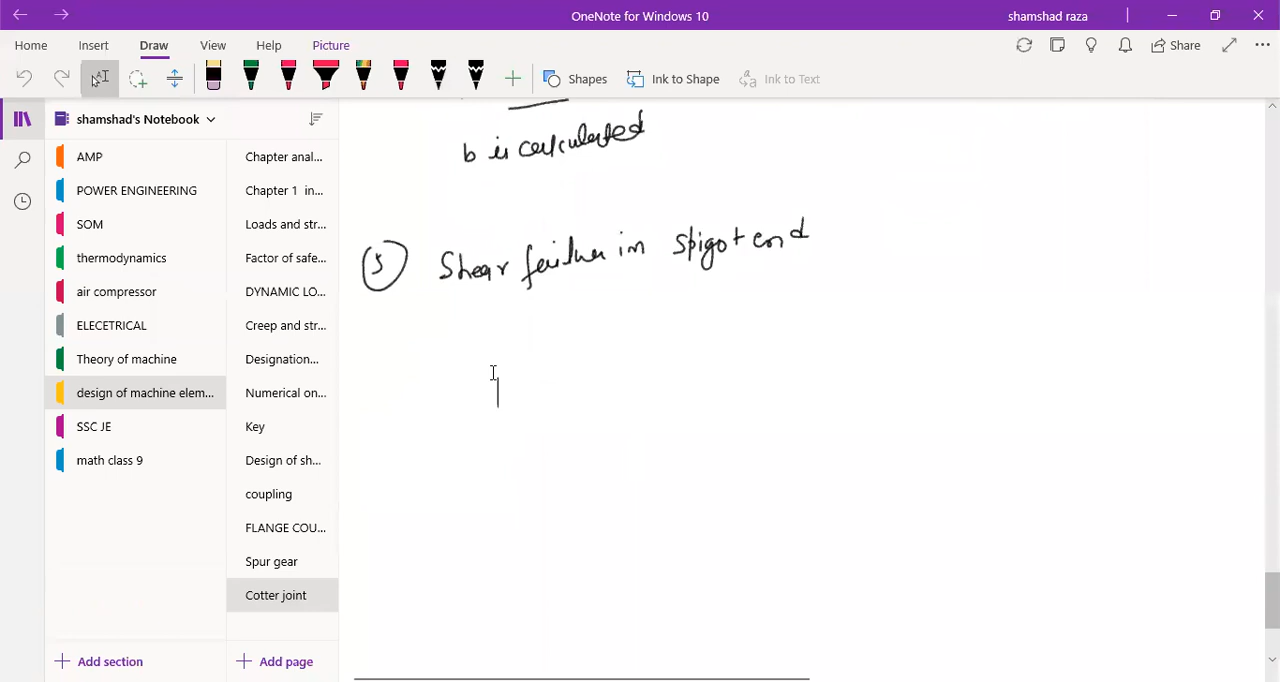 OneNote for Windows 10
shamshad raza
Home
Insert
Draw
View
Help
Picture
Share
Shapes
Ink to Shape
Ink to Text
shamshad's Notebook
AMP
POWER ENGINEERING
SOM
thermodynamics
air compressor
ELECETRICAL
Theory of machine
design of machine elem...
SSC JE
math class 9
Add section
Chapter anal...
Chapter 1 in...
Loads and str...
Factor of safe...
DYNAMIC LO...
Creep and str...
Designation...
Numerical on...
Key
Design of sh...
coupling
FLANGE COU...
Spur gear
Cotter joint
Add page
b is calculated
5 Shear failure in spigot end